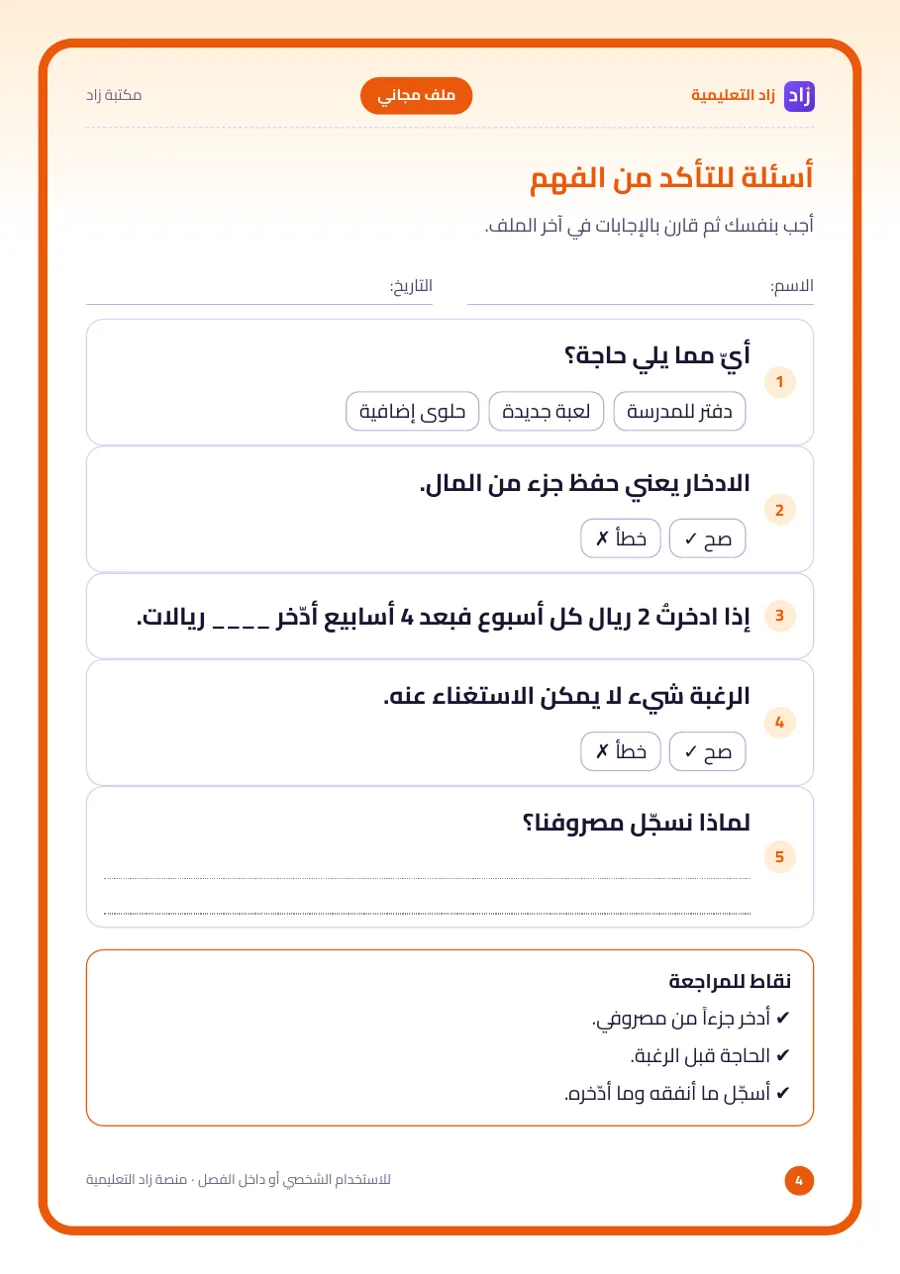 زاد
زاد التعليمية
ملف مجاني
مكتبة زاد
أسئلة للتأكد من الفهم
أجب بنفسك ثم قارن بالإجابات في آخر الملف.
الاسم:
التاريخ:
1
أيّ مما يلي حاجة؟
دفتر للمدرسة
لعبة جديدة
حلوى إضافية
2
الادخار يعني حفظ جزء من المال.
صح ✓
خطأ ✗
3
إذا ادخرتُ 2 ريال كل أسبوع فبعد 4 أسابيع أدّخر ____ ريالات.
4
الرغبة شيء لا يمكن الاستغناء عنه.
صح ✓
خطأ ✗
5
لماذا نسجّل مصروفنا؟
نقاط للمراجعة
✔ أدخر جزءاً من مصروفي.
✔ الحاجة قبل الرغبة.
✔ أسجّل ما أنفقه وما أدّخره.
4
للاستخدام الشخصي أو داخل الفصل · منصة زاد التعليمية